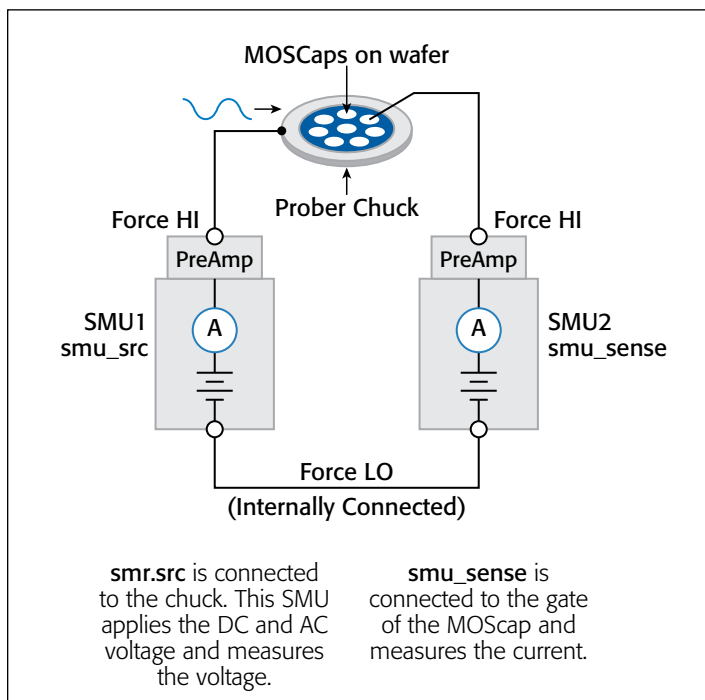 MOSCaps on wafer
Prober Chuck
Force HI
Force HI
PreAmp
PreAmp
SMU1
smu_src
A
A
SMU2
smu_sense
Force LO
(Internally Connected)
smr.src is connected
to the chuck. This SMU
applies the DC and AC
voltage and measures
the voltage.
smu_sense is
connected to the gate
of the MOScap and
measures the current.